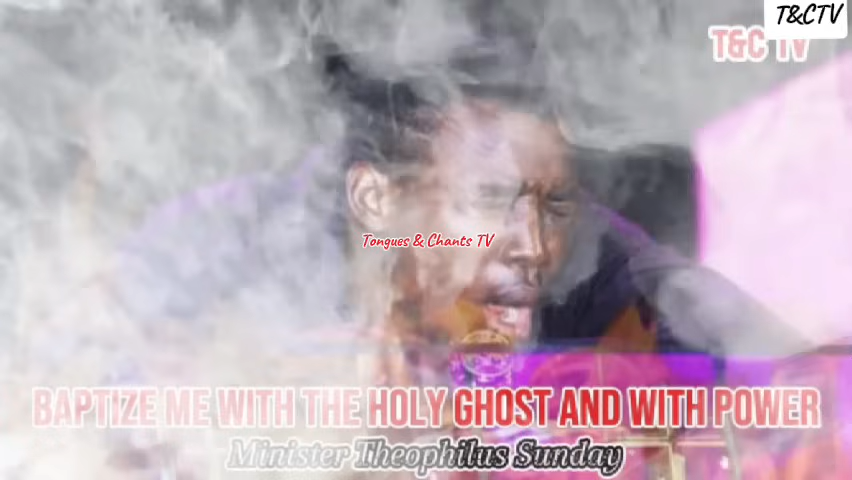 T&CTV
T&C TV
Tongues & Chants TV
BAPTIZE ME WITH THE HOLY GHOST AND WITH POWER
Minister Theophilus Sunday